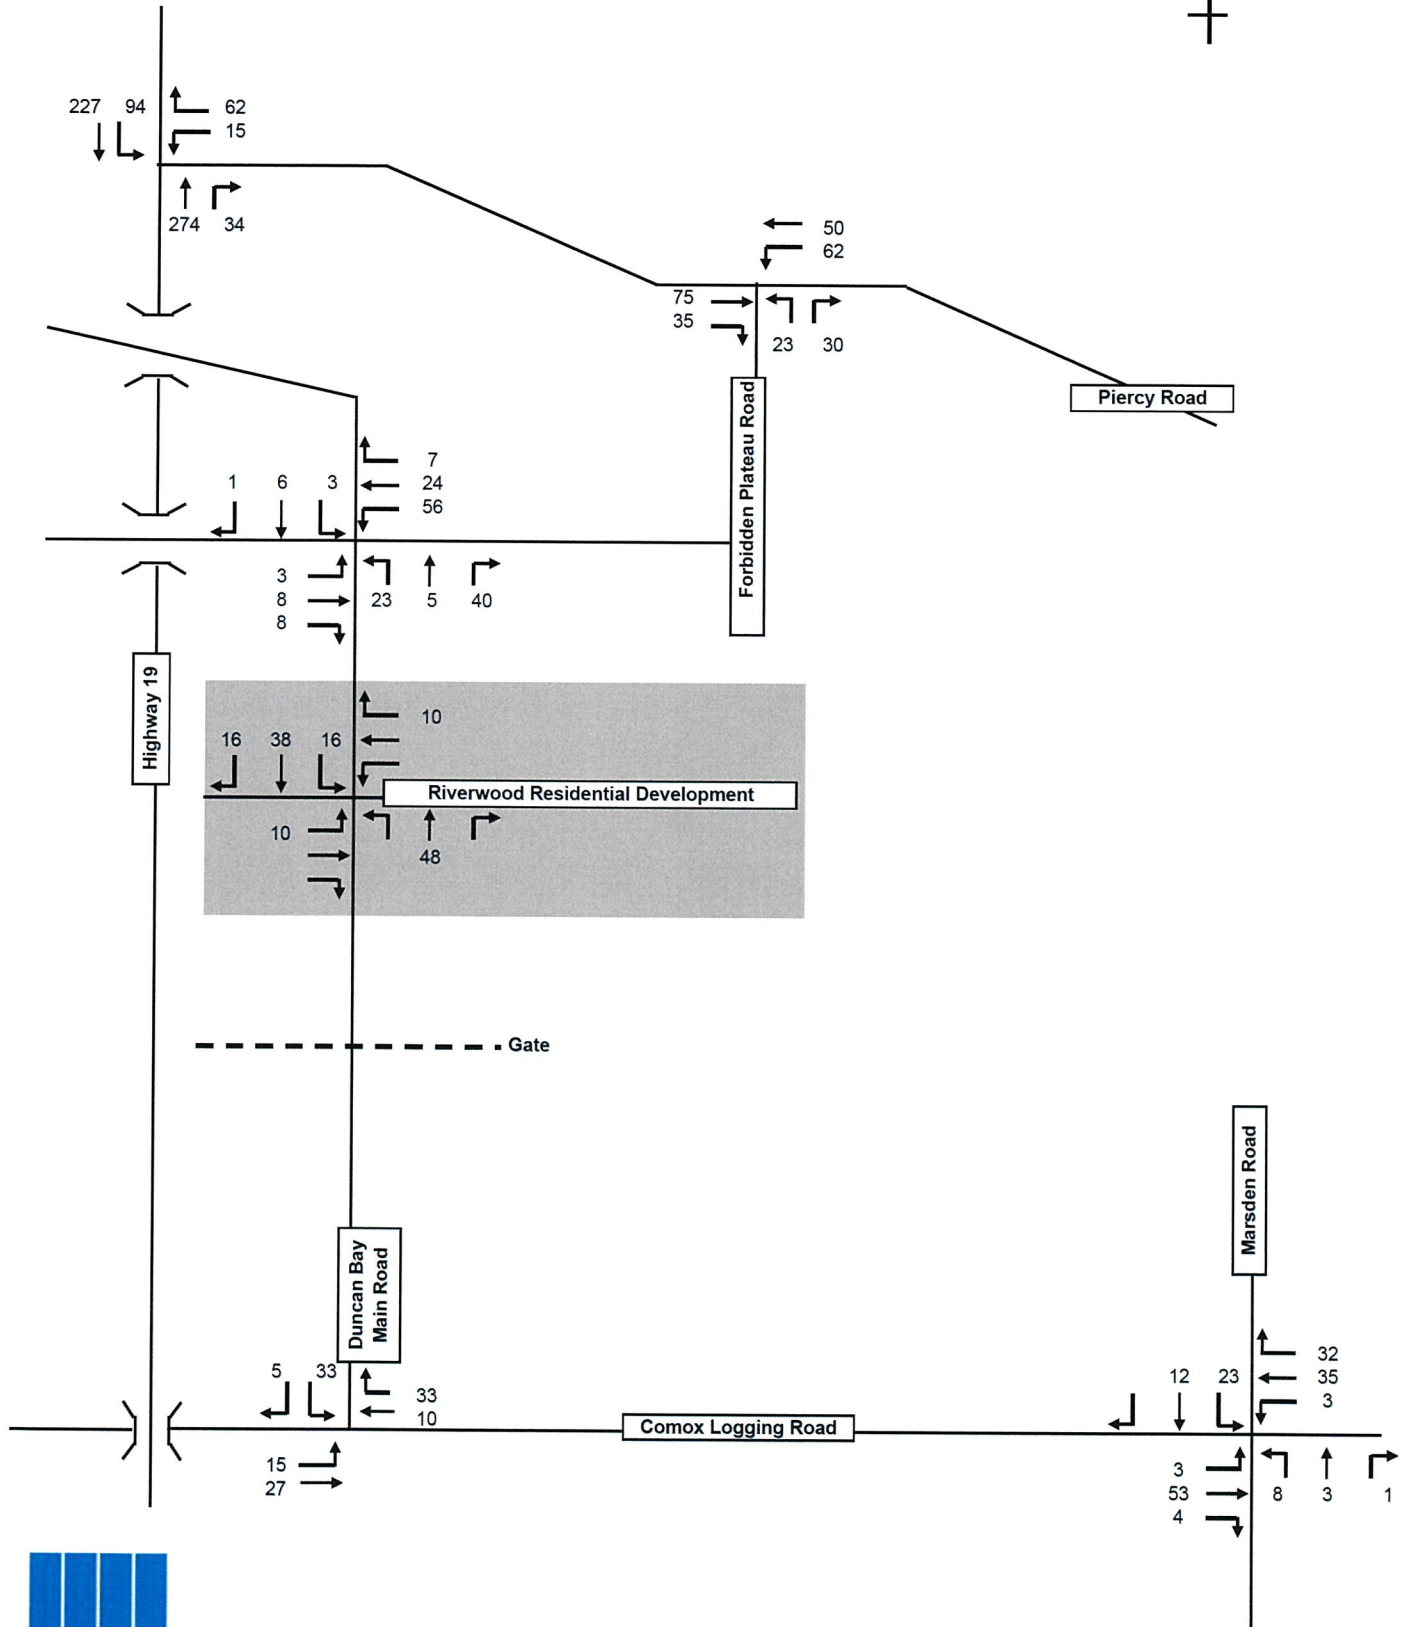 227 94 62
15
274 34
50
62
75
35
23 30
Piercy Road
Forbidden Plateau Road
7
1 6 3 24
56
3
8 23 5 40
8
Highway 19
10
16 38 16
Riverwood Residential Development
10
48
Gate
Marsden Road
Duncan Bay
Main Road
5 33
33
10
15
27
Comox Logging Road
32
12 23 35
3
3
53 8 3 1
4